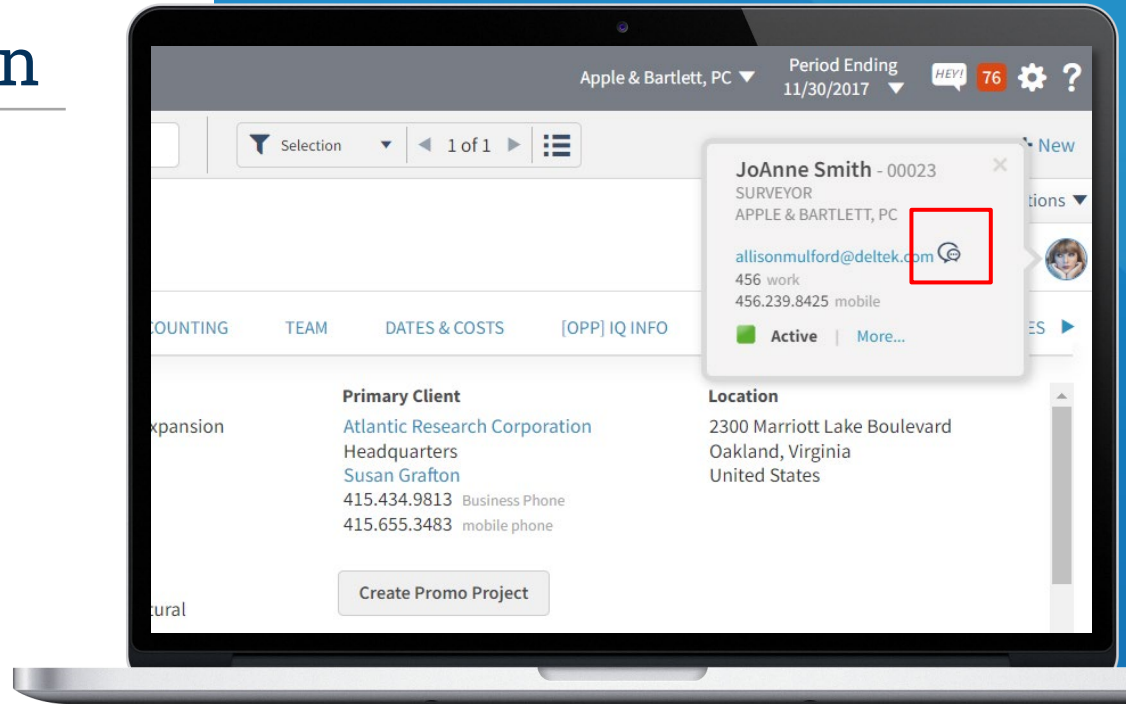 n
Apple & Bartlett, PC
Period Ending
11/30/2017
HEY!
76
?
Selection
1 of 1
New
JoAnne Smith - 00023
SURVEYOR
APPLE & BARTLETT, PC
tions
allisonmulford@deltek.com
456 work
456.239.8425 mobile
Active | More...
COUNTING
TEAM
DATES & COSTS
[OPP] IQ INFO
ES
Primary Client
Location
xpansion
Atlantic Research Corporation
2300 Marriott Lake Boulevard
Headquarters
Oakland, Virginia
Susan Grafton
United States
415.434.9813 Business Phone
415.655.3483 mobile phone
Create Promo Project
tural